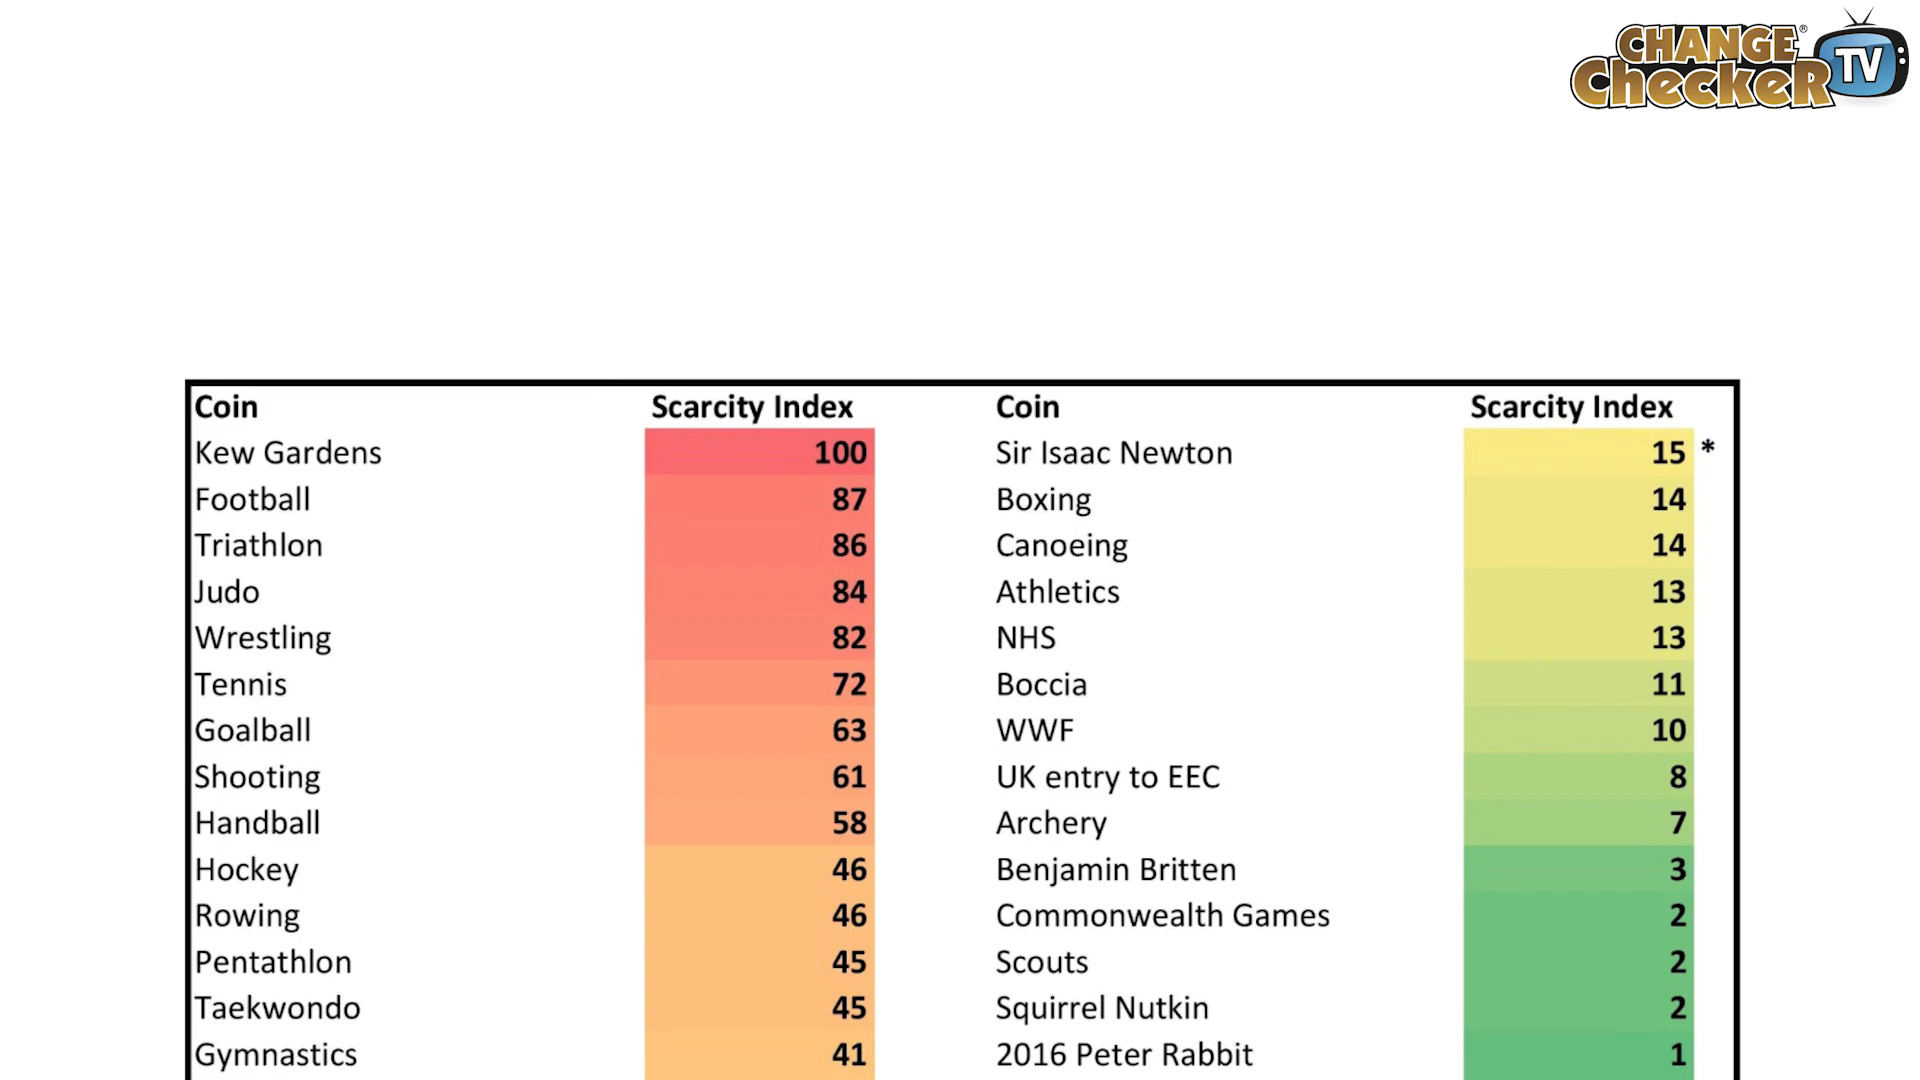 CHANGE
CHECKER TV
Coin Scarcity Index Coin Scarcity Index
Kew Gardens 100 Sir Isaac Newton 15 *
Football 87 Boxing 14
Triathlon 86 Canoeing 14
Judo 84 Athletics 13
Wrestling 82 NHS 13
Tennis 72 Boccia 11
Goalball 63 WWF 10
Shooting 61 UK entry to EEC 8
Handball 58 Archery 7
Hockey 46 Benjamin Britten 3
Rowing 46 Commonwealth Games 2
Pentathlon 45 Scouts 2
Taekwondo 45 Squirrel Nutkin 2
Gymnastics 41 2016 Peter Rabbit 1